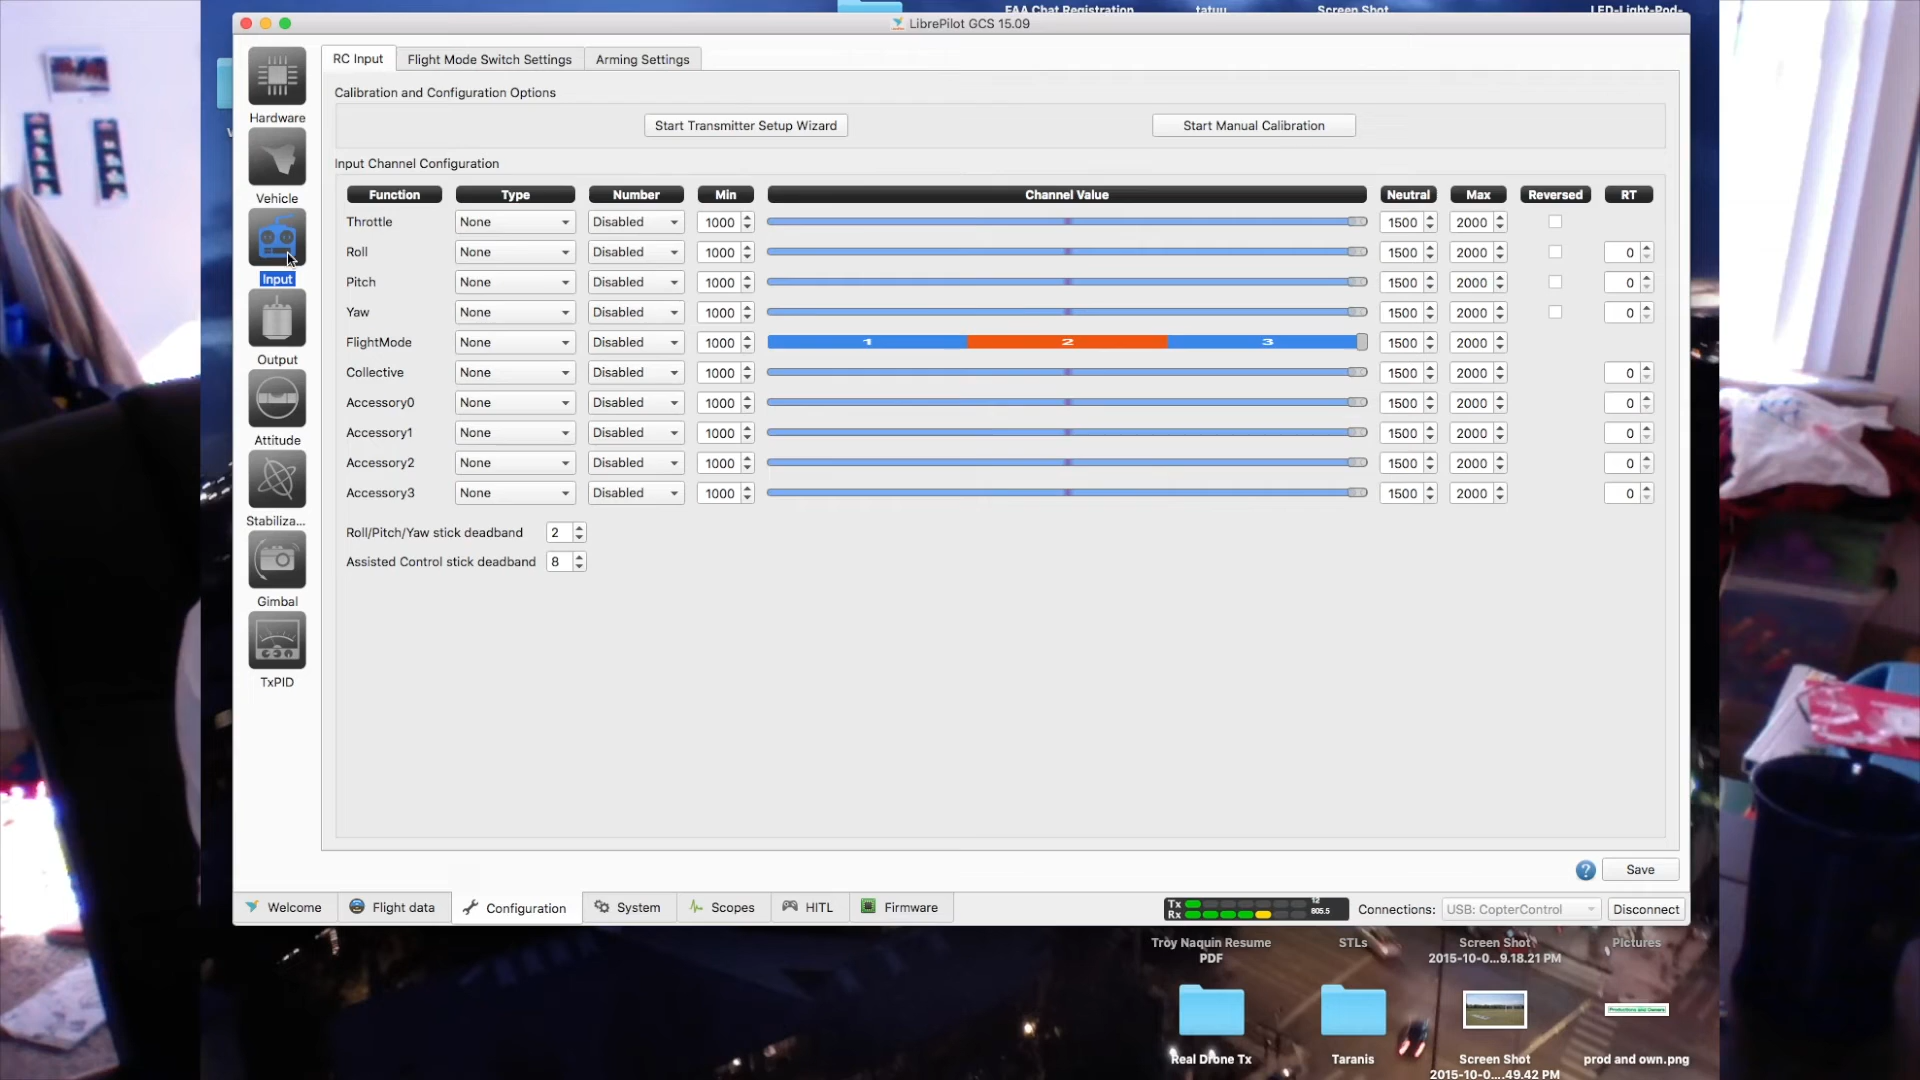 FAA Chat Registration
tatuu
Screen Shot
LED-Light-Pod-
LibrePilot GCS 15.09
RC Input
Flight Mode Switch Settings
Arming Settings
Hardware
Vehicle
Input
Output
Attitude
Stabiliza...
Gimbal
TxPID
Calibration and Configuration Options
Start Transmitter Setup Wizard
Start Manual Calibration
Input Channel Configuration
Function Type Number Min Channel Value Neutral Max Reversed RT
Throttle None Disabled 1000 1500 2000
Roll None Disabled 1000 1500 2000 0
Pitch None Disabled 1000 1500 2000 0
Yaw None Disabled 1000 1500 2000 0
FlightMode None Disabled 1000 1 2 3 1500 2000
Collective None Disabled 1000 1500 2000 0
Accessory0 None Disabled 1000 1500 2000 0
Accessory1 None Disabled 1000 1500 2000 0
Accessory2 None Disabled 1000 1500 2000 0
Accessory3 None Disabled 1000 1500 2000 0
Roll/Pitch/Yaw stick deadband 2
Assisted Control stick deadband 8
? Save
Welcome
Flight data
Configuration
System
Scopes
HITL
Firmware
Tx 12
Rx 805.5
Connections: USB: CopterControl Disconnect
Troy Naquin Resume
PDF
STLs
Screen Shot
2015-10-0...9.18.21 PM
Pictures
Real Drone Tx
Taranis
Screen Shot
2015-10-0....49.42 PM
prod and own.png